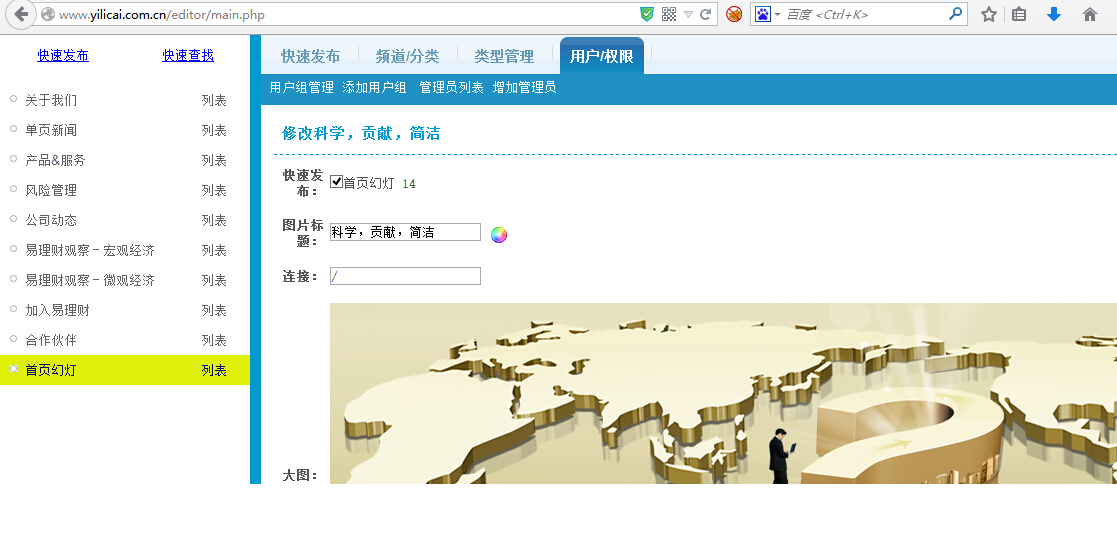 www.yilicai.com.cn/editor/main.php
百度 <Ctrl+K>
快速发布 快速查找
快速发布 频道/分类 类型管理 用户/权限
用户组管理 添加用户组 管理员列表 增加管理员
关于我们 列表
单页新闻 列表
产品&服务 列表
风险管理 列表
公司动态 列表
易理财观察－宏观经济 列表
易理财观察－微观经济 列表
加入易理财 列表
合作伙伴 列表
首页幻灯 列表
修改科学，贡献，简洁
快速发
布： 首页幻灯 14
图片标
题： 科学，贡献，简洁
连接： /
大图：